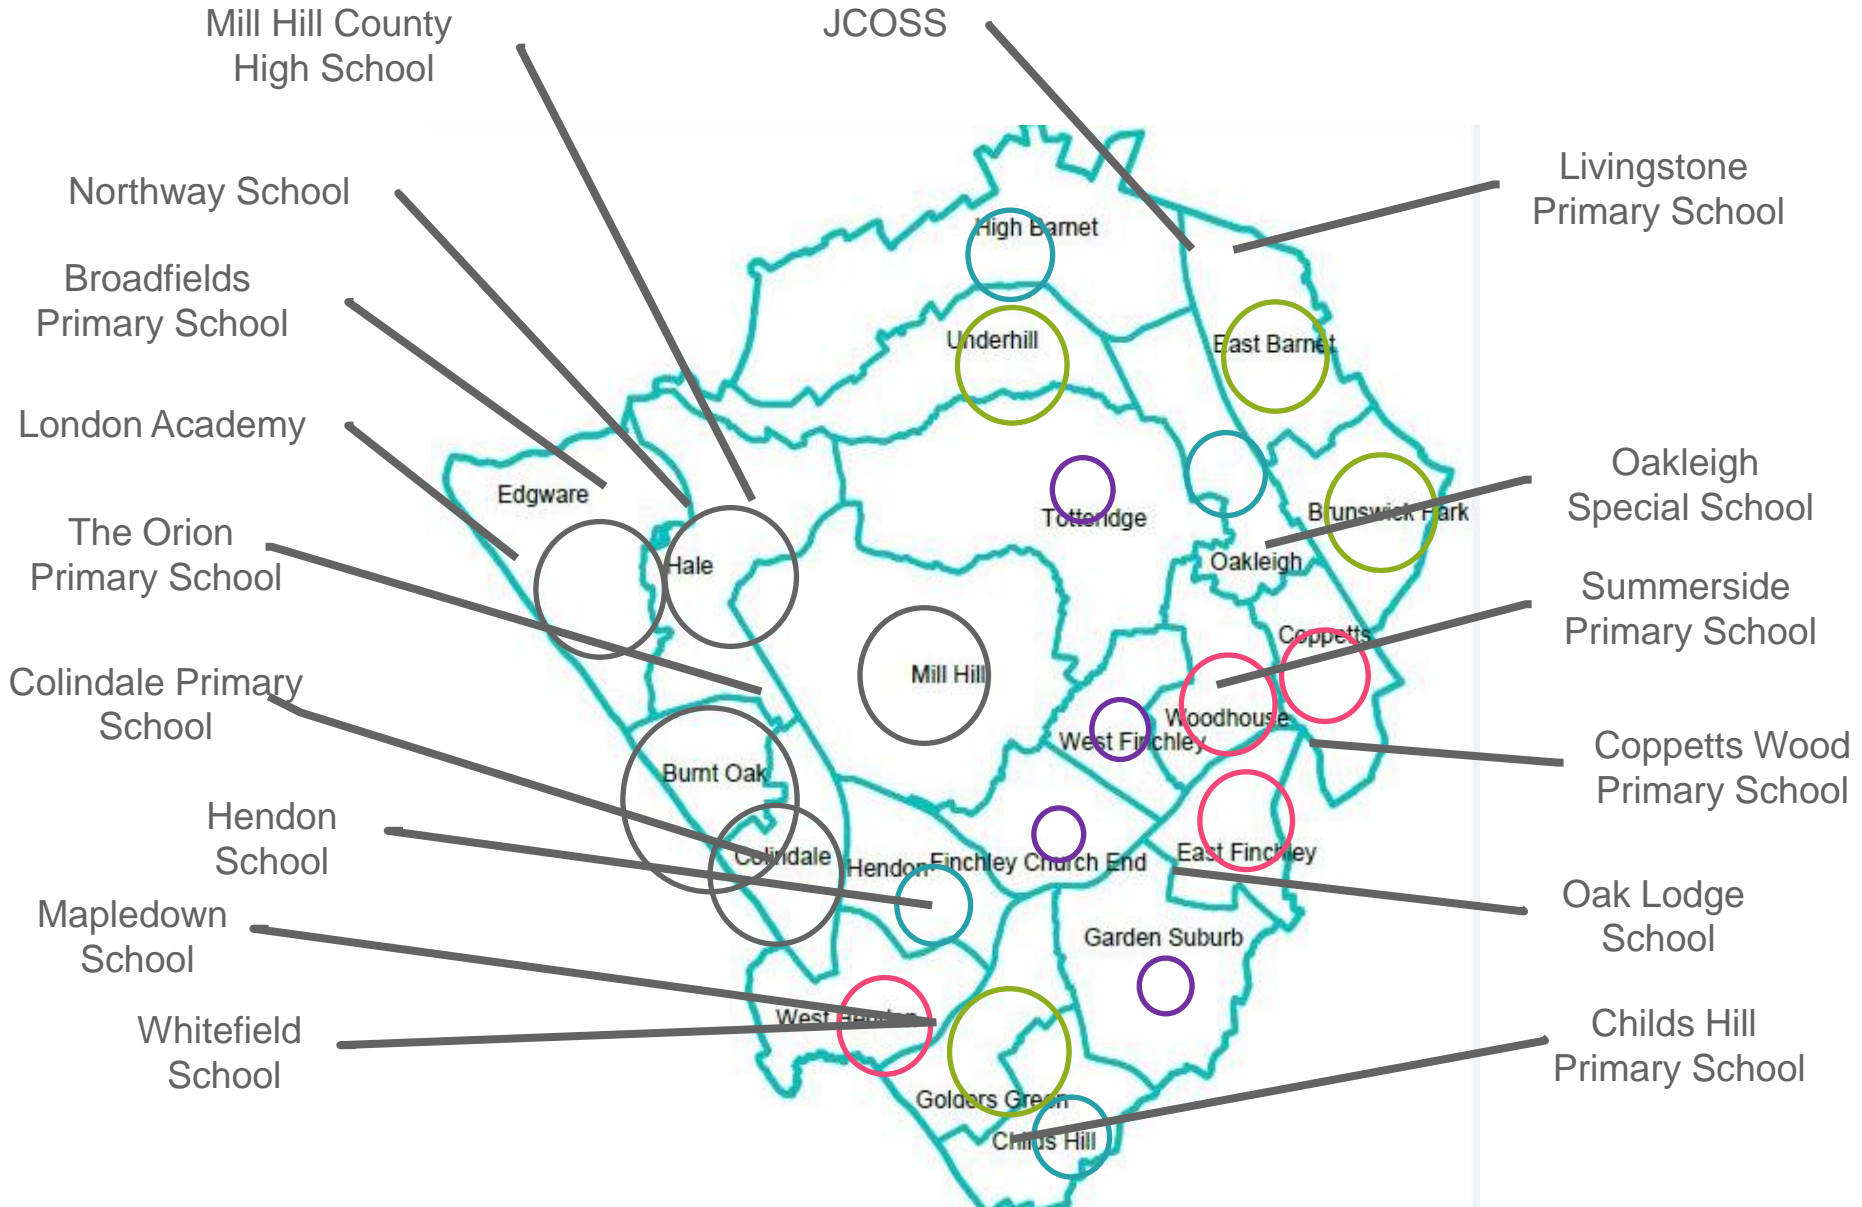 Mill Hill County
High School
JCOSS
Northway School
Broadfields
Primary School
London Academy
The Orion
Primary School
Colindale Primary
School
Hendon
School
Mapledown
School
Whitefield
School
Livingstone
Primary School
Oakleigh
Special School
Summerside
Primary School
Coppetts Wood
Primary School
Oak Lodge
School
Childs Hill
Primary School
High Barnet
Underhill
East Barnet
Edgware
Totteridge
Brunswick Park
Hale
Oakleigh
Coppetts
Mill Hill
Woodhouse
West Finchley
Burnt Oak
Colindale
Hendon
Finchley Church End
East Finchley
Garden Suburb
West Hendon
Golders Green
Childs Hill